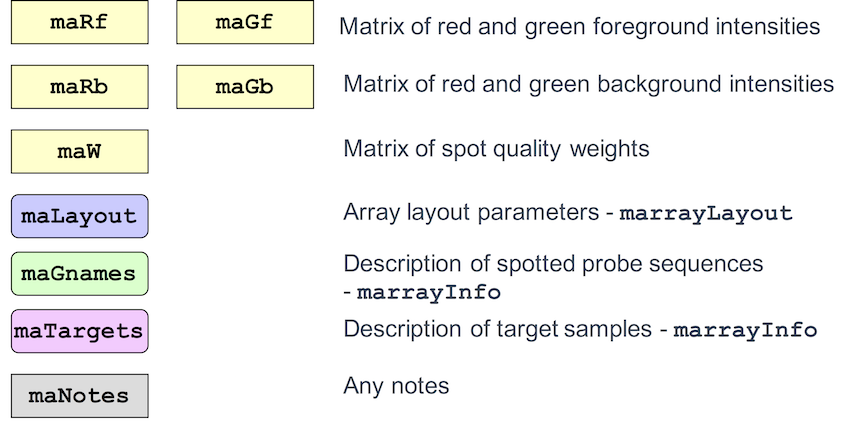 maRf maGf Matrix of red and green foreground intensities
maRb maGb Matrix of red and green background intensities
maW Matrix of spot quality weights
maLayout Array layout parameters - marrayLayout
maGnames Description of spotted probe sequences
- marrayInfo
maTargets Description of target samples - marrayInfo
maNotes Any notes